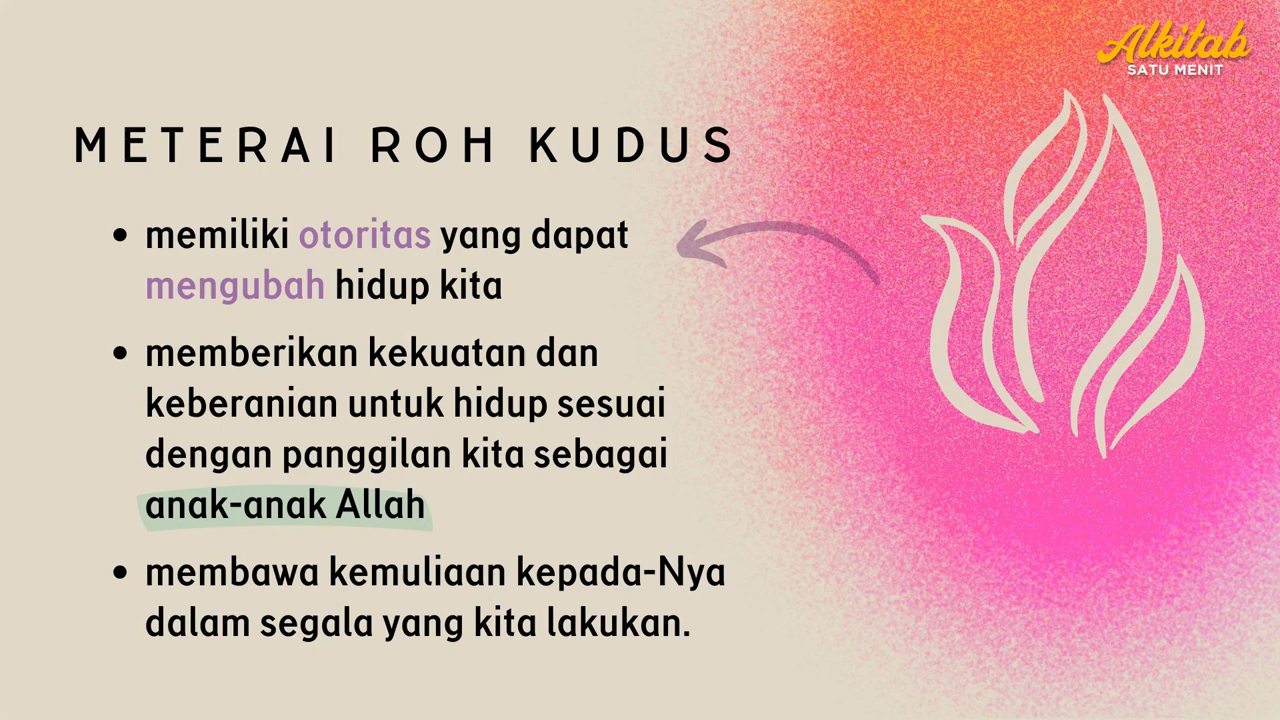 Alkitab
SATU MENIT
METERAI ROH KUDUS
• memiliki otoritas yang dapat
mengubah hidup kita
• memberikan kekuatan dan
keberanian untuk hidup sesuai
dengan panggilan kita sebagai
anak-anak Allah
• membawa kemuliaan kepada-Nya
dalam segala yang kita lakukan.